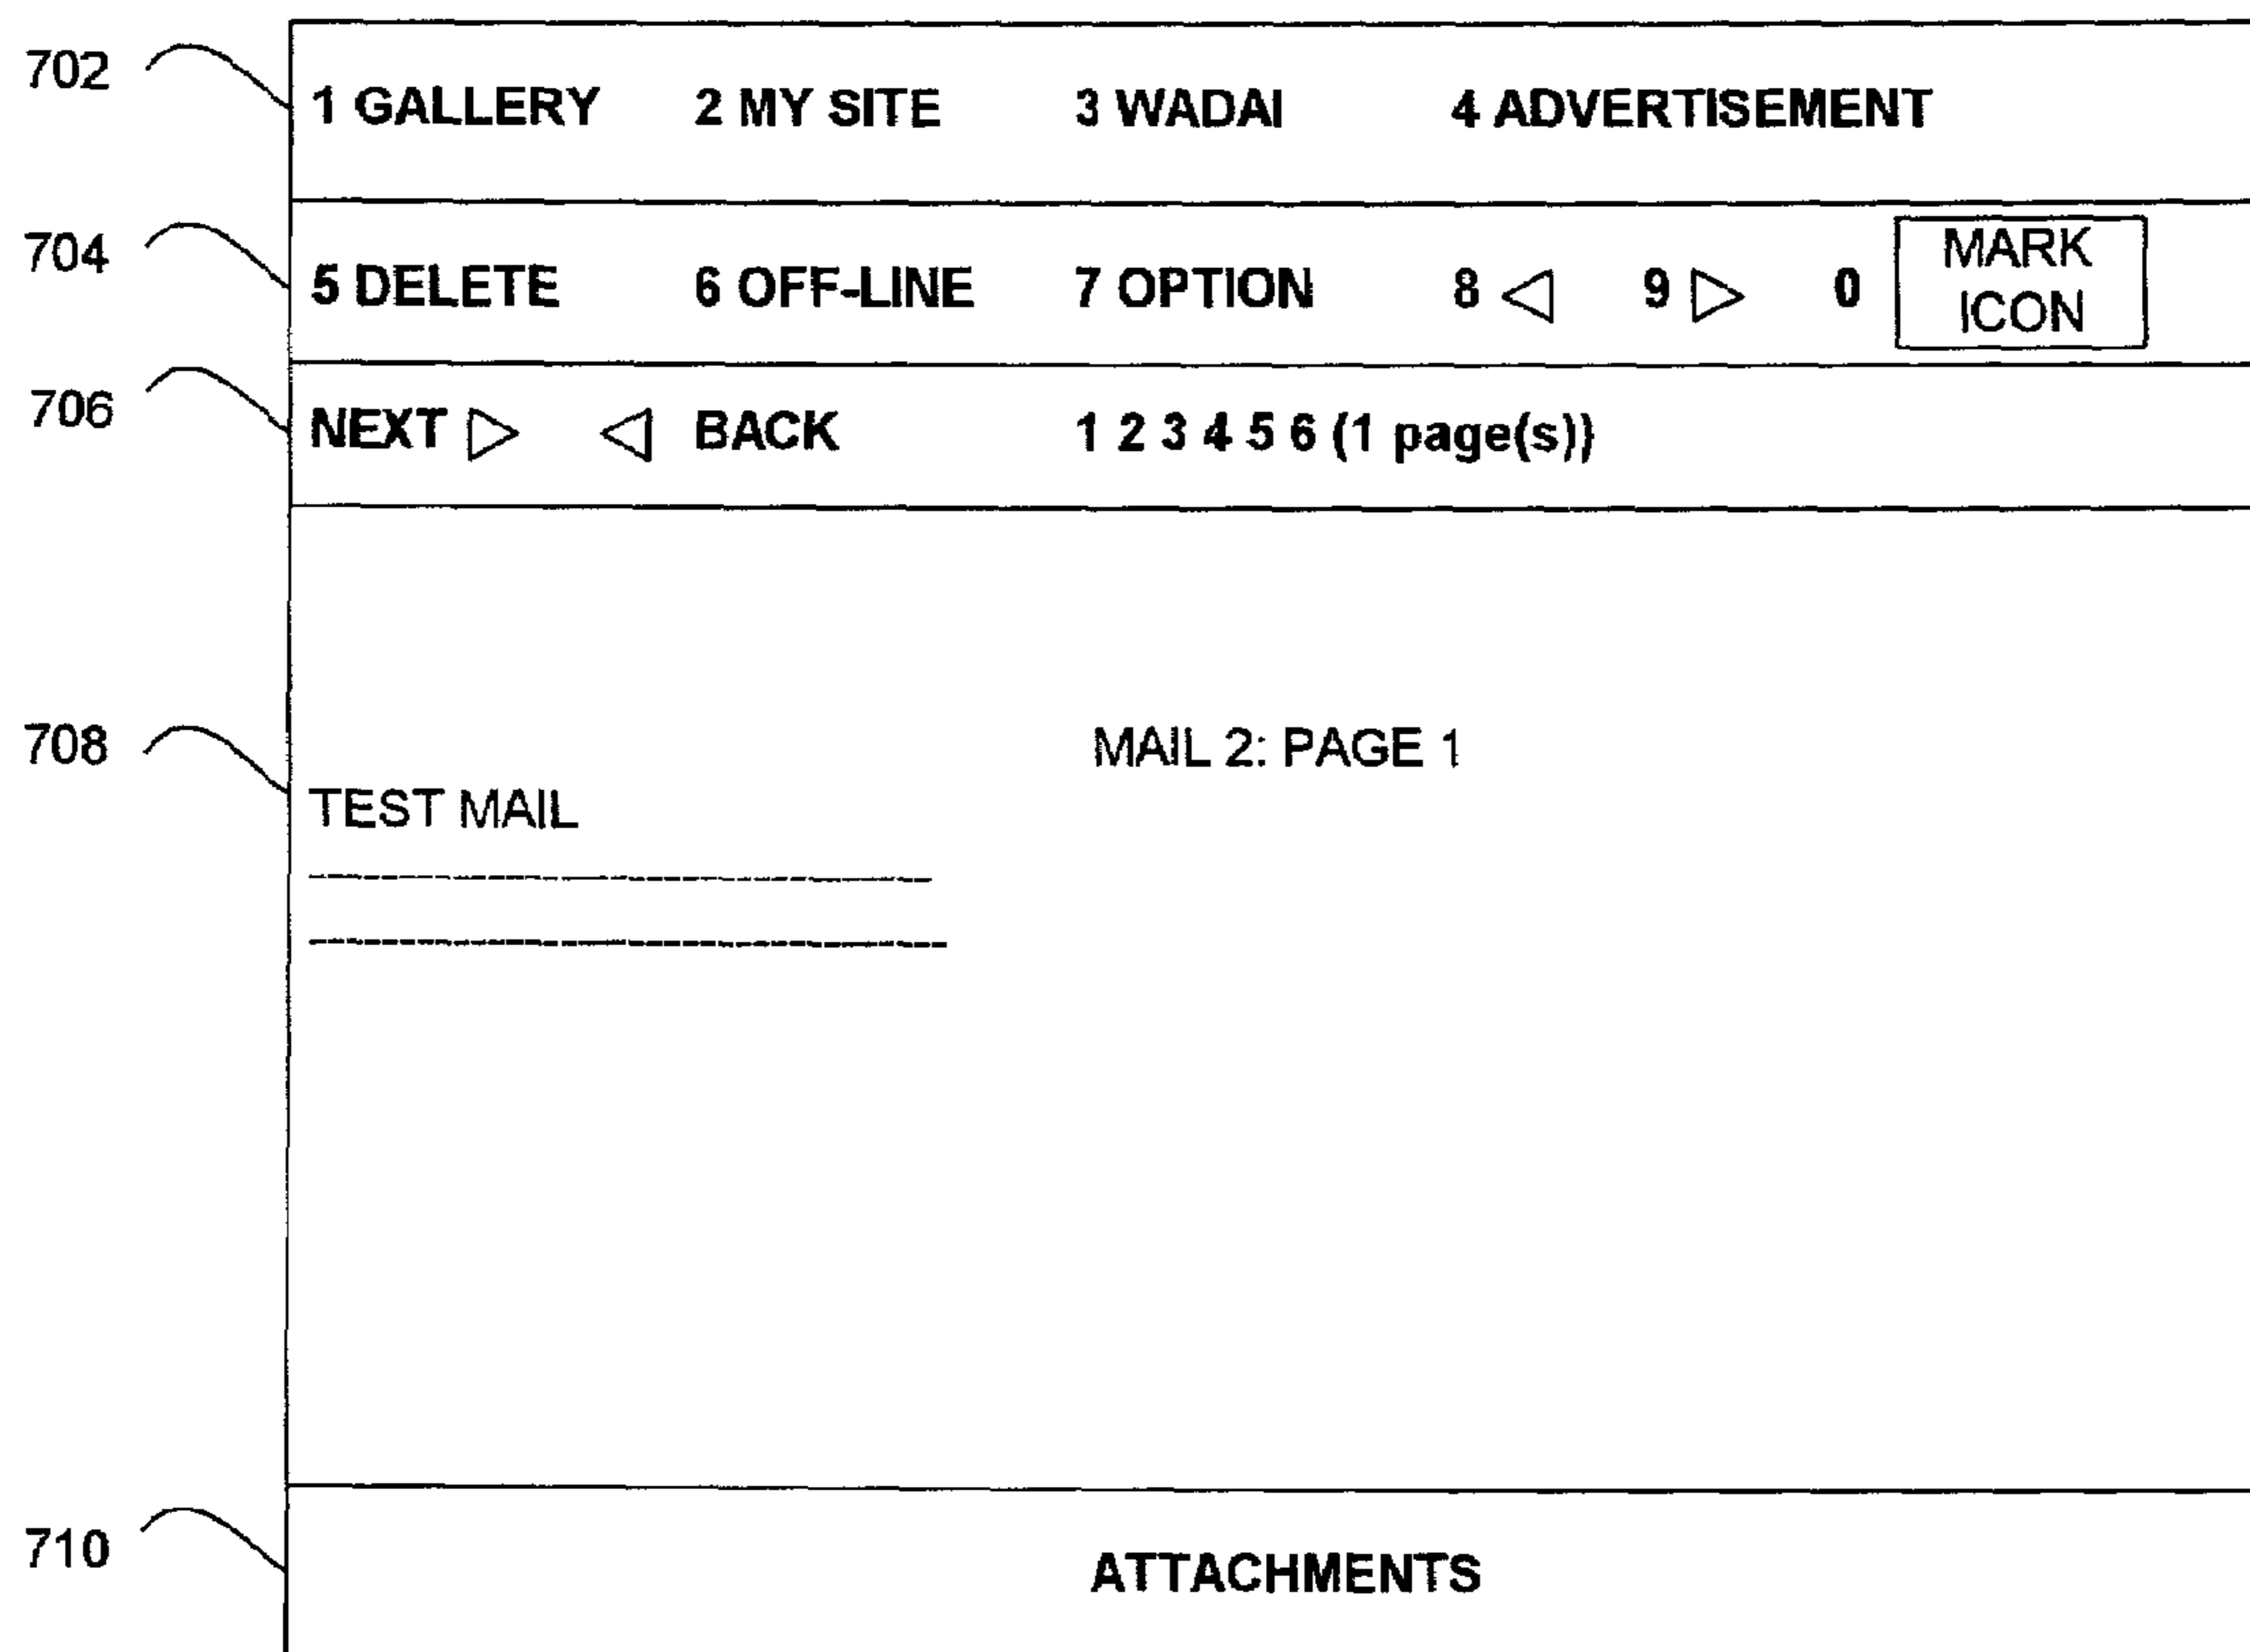 702
1 GALLERY 2 MY SITE 3 WADAI 4 ADVERTISEMENT
704
5 DELETE 6 OFF-LINE 7 OPTION 8 9 0 MARK
ICON
706
NEXT BACK 1 2 3 4 5 6 (1 page(s))
708
MAIL 2: PAGE 1
TEST MAIL
710
ATTACHMENTS